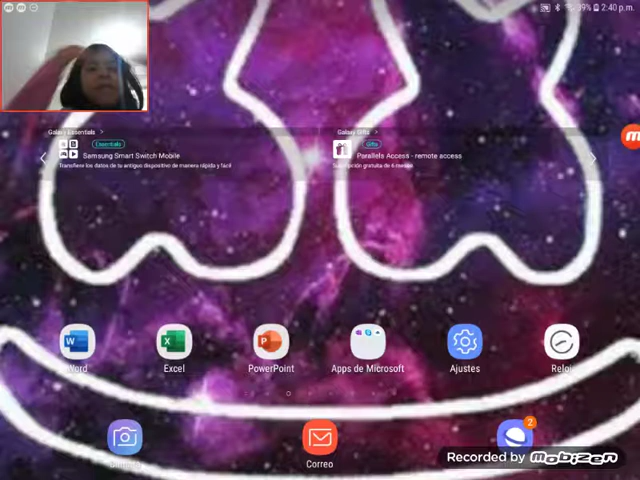 39% 2:40 p.m.
Galaxy Essentials >
Essentials
Samsung Smart Switch Mobile
Transfiere los datos de tu antiguo dispositivo de manera rápida y fácil
Galaxy Gifts >
Gifts
Parallels Access - remote access
Suscripción gratuita de 6 meses
Word
Excel
PowerPoint
Apps de Microsoft
Ajustes
Reloj
Correo
2
Recorded by Mobizen